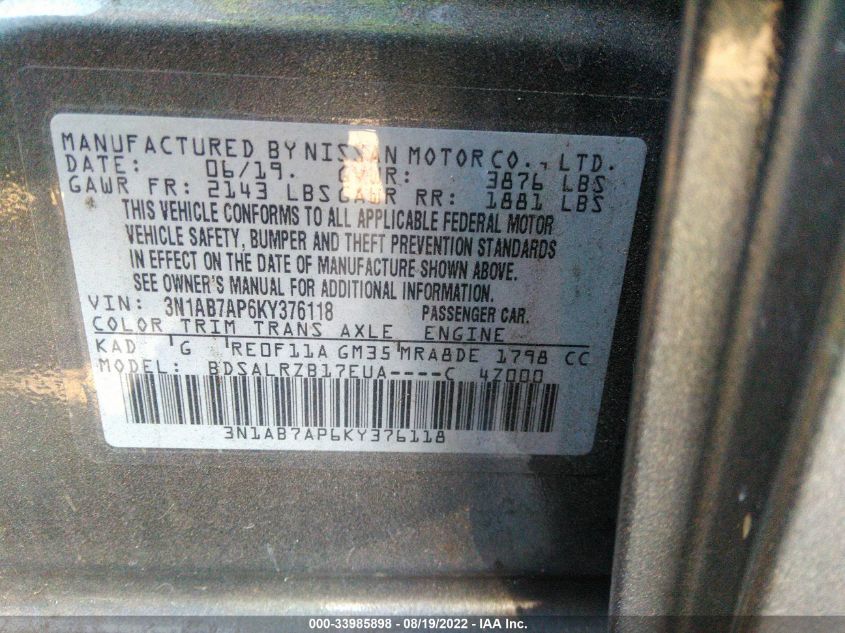 MANUFACTURED BY NISSAN MOTOR CO., LTD.
DATE: 06/19. GVWR: 3876 LBS
GAWR FR: 2143 LBS GAWR RR: 1881 LBS
THIS VEHICLE CONFORMS TO ALL APPLICABLE FEDERAL MOTOR
VEHICLE SAFETY, BUMPER AND THEFT PREVENTION STANDARDS
IN EFFECT ON THE DATE OF MANUFACTURE SHOWN ABOVE.
SEE OWNER'S MANUAL FOR ADDITIONAL INFORMATION.
VIN: 3N1AB7AP6KY376118 PASSENGER CAR.
COLOR TRIM TRANS AXLE ENGINE
KAD G RE0F11A GM35 MRA8DE 1798 CC
MODEL: BDSALRZB17EUA----C 4Z000
3N1AB7AP6KY376118
000-33985898 - 08/19/2022 - IAA Inc.